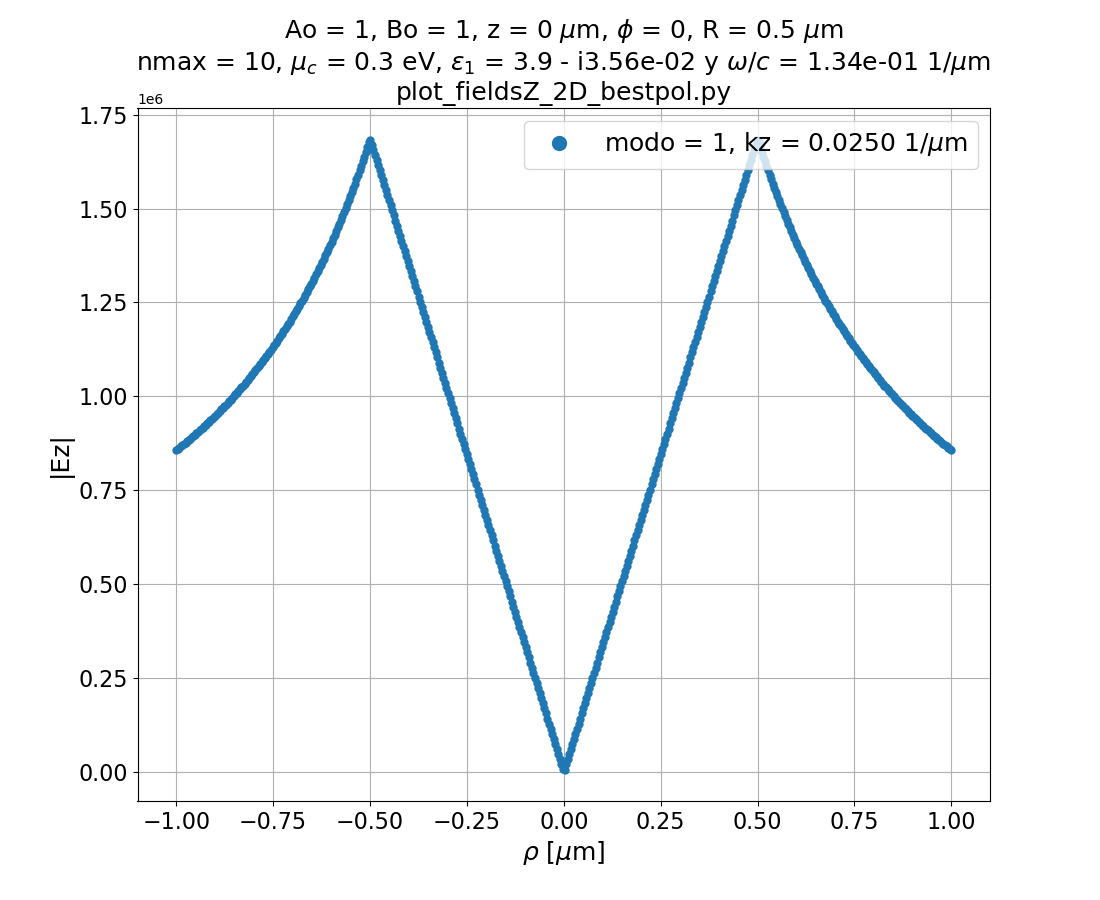 Ao = 1, Bo = 1, z = 0 μm, ϕ = 0, R = 0.5 μm
nmax = 10, μc = 0.3 eV, ε1 = 3.9 - i3.56e-02 y ω/c = 1.34e-01 1/μm
plot_fieldsZ_2D_bestpol.py
1e6
modo = 1, kz = 0.0250 1/μm
1.75
1.50
1.25
1.00
0.75
0.50
0.25
0.00
|Ez|
−1.00 −0.75 −0.50 −0.25 0.00 0.25 0.50 0.75 1.00
ρ [μm]